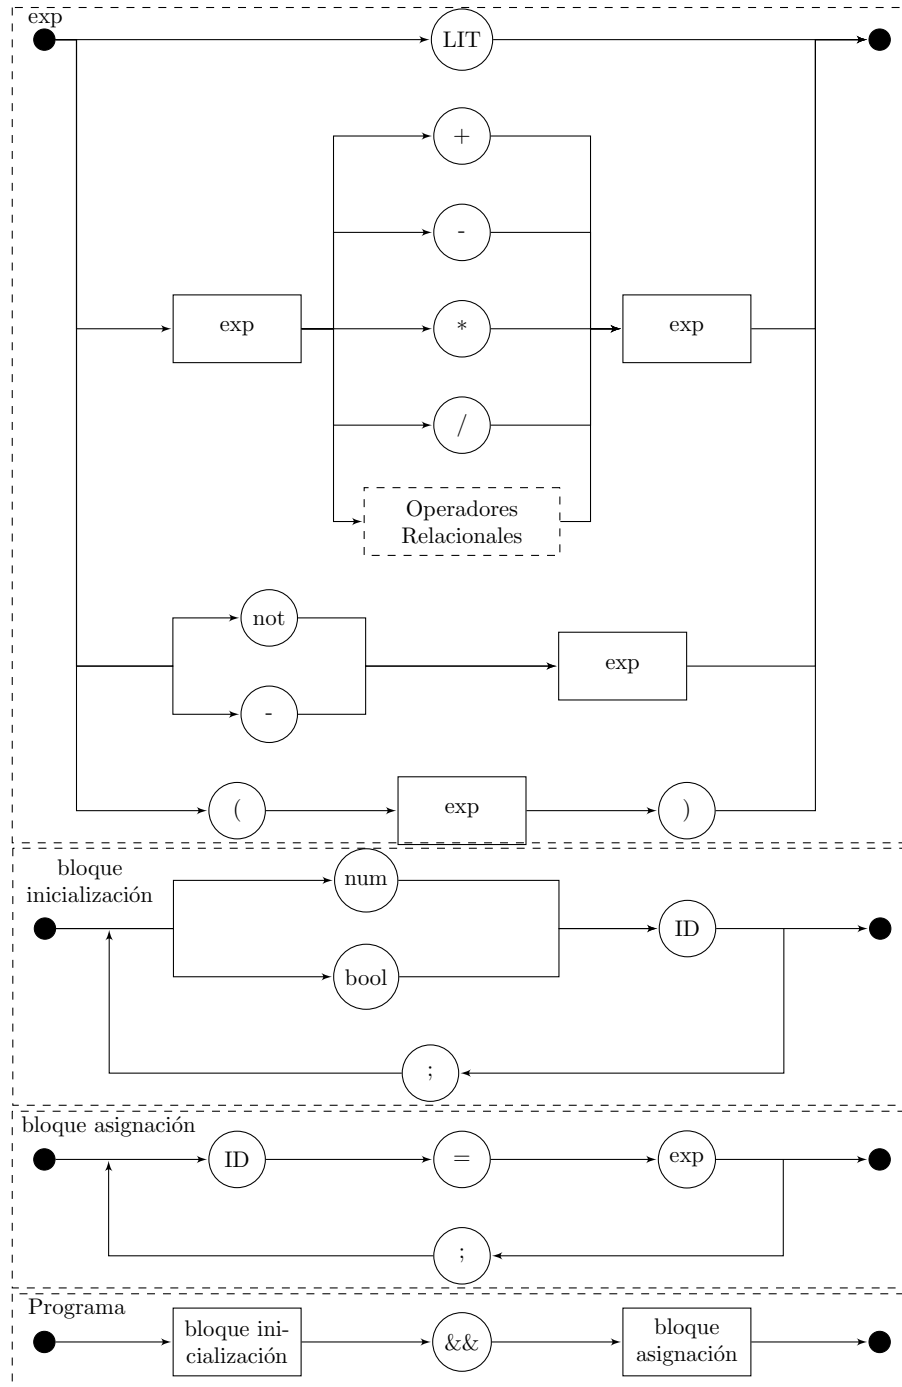 exp
LIT
+
-
*
exp
exp
/
Operadores
Relacionales
not
exp
-
(
exp
)
bloque
inicialización
num
ID
bool
;
bloque asignación
ID
=
exp
;
Programa
bloque ini-
cialización
&&
bloque
asignación